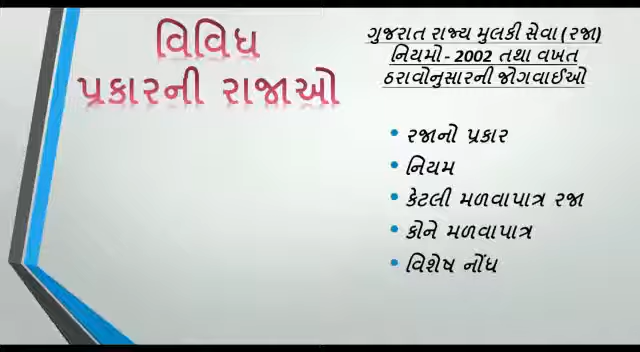 વિવિધ
પ્રકારની રાજાઓ
ગુજરાત રાજ્ય મુલકી સેવા (રજા)
નિયમો - 2002 તથા વખત
ઠરાવોનુસારની જોગવાઈઓ
• રજાનો પ્રકાર
• નિયમ
• કેટલી મળવાપાત્ર રજા
• કોને મળવાપાત્ર
• વિશેષ નોંધ